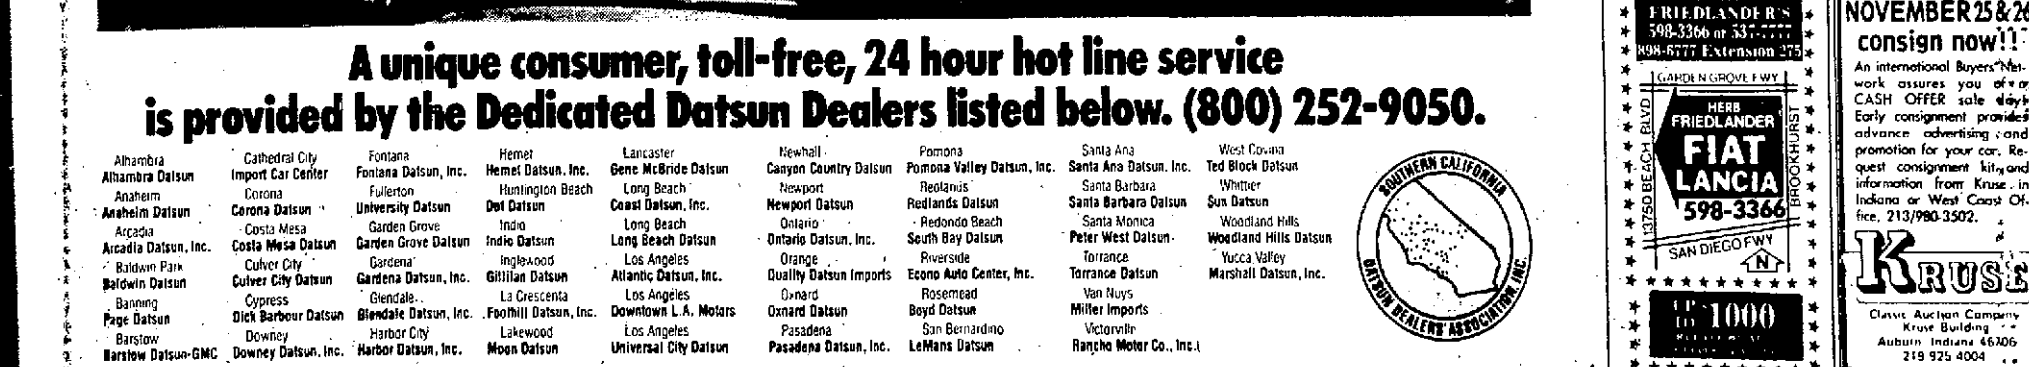 A unique consumer, toll-free, 24 hour hot line service
is provided by the Dedicated Datsun Dealers listed below. (800) 252-9050.
Alhambra
Alhambra Datsun
Anaheim
Anaheim Datsun
Arcadia
Arcadia Datsun, Inc.
Baldwin Park
Baldwin Datsun
Banning
Page Datsun
Barstow
Barstow Datsun-GMC
Cathedral City
Import Car Center
Corona
Corona Datsun
Costa Mesa
Costa Mesa Datsun
Culver City
Culver City Datsun
Cypress
Dick Barbour Datsun
Downey
Downey Datsun, Inc.
Fontana
Fontana Datsun, Inc.
Fullerton
University Datsun
Garden Grove
Garden Grove Datsun
Gardena
Gardena Datsun, Inc.
Glendale
Glendale Datsun, Inc.
Harbor City
Harbor Datsun, Inc.
Hemet
Hemet Datsun, Inc.
Huntington Beach
Dot Datsun
Indio
Indio Datsun
Inglewood
Gillilan Datsun
La Crescenta
Foothill Datsun, Inc.
Lakewood
Moon Datsun
Lancaster
Gene McBride Datsun
Long Beach
Coast Datsun, Inc.
Long Beach
Long Beach Datsun
Los Angeles
Atlantic Datsun, Inc.
Los Angeles
Downtown L.A. Motors
Los Angeles
Universal City Datsun
Newhall
Canyon Country Datsun
Newport
Newport Datsun
Ontario
Ontario Datsun, Inc.
Orange
Quality Datsun Imports
Oxnard
Oxnard Datsun
Pasadena
Pasadena Datsun, Inc.
Pomona
Pomona Valley Datsun, Inc.
Redlands
Redlands Datsun
Redondo Beach
South Bay Datsun
Riverside
Econo Auto Center, Inc.
Rosemead
Boyd Datsun
San Bernardino
LeMans Datsun
Santa Ana
Santa Ana Datsun, Inc.
Santa Barbara
Santa Barbara Datsun
Santa Monica
Peter West Datsun
Torrance
Torrance Datsun
Van Nuys
Miller Imports
Victorville
Rancho Motor Co., Inc.
West Covina
Ted Block Datsun
Whittier
Sun Datsun
Woodland Hills
Woodland Hills Datsun
Yucca Valley
Marshall Datsun, Inc.
SOUTHERN CALIFORNIA
DATSUN DEALERS' ASSOCIATION, INC.
FRIEDLANDER'S
598-3366 or 537-7777
898-6777 Extension 275
GARDEN GROVE FWY
13750 BEACH BLVD
BROOKHURST
HERB
FRIEDLANDER
FIAT
LANCIA
598-3366
SAN DIEGO FWY
N
UP
TO 1000
NOVEMBER 25 & 26
consign now!!
An international Buyers Net-
work assures you of
CASH OFFER sale
Early consignment provides
advance advertising and
promotion for your car. Re-
quest consignment kit and
information from Kruse in
Indiana or West Coast Of-
fice, 213/980-3502.
KRUSE
Classic Auction Company
Kruse Building
Auburn Indiana 46706
219 925 4004